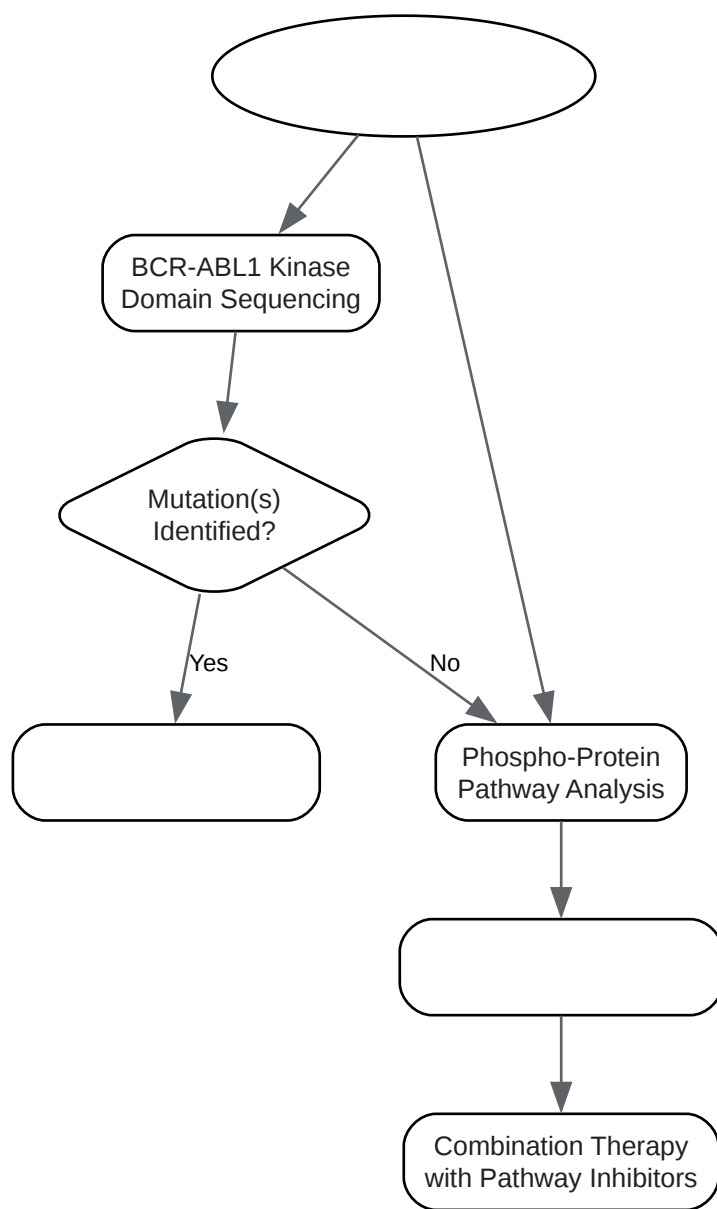 BCR-ABL1 Kinase
Domain Sequencing
Mutation(s)
Identified?
Yes
No
Phospho-Protein
Pathway Analysis
Combination Therapy
with Pathway Inhibitors